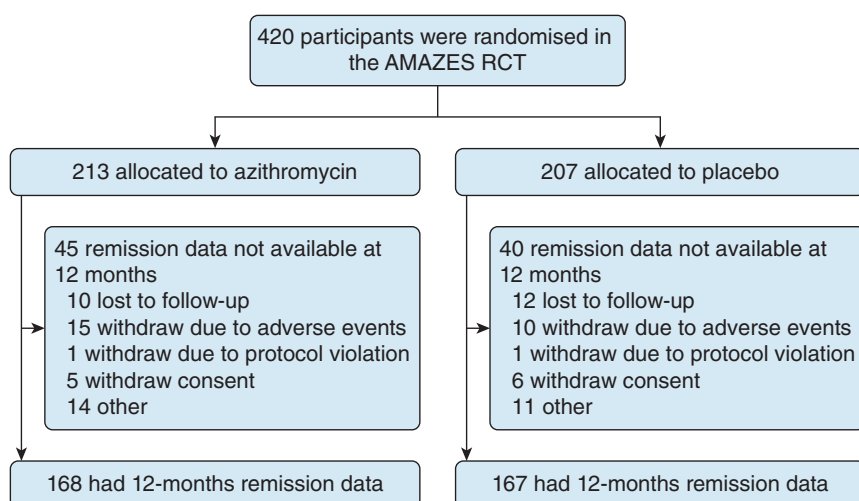 420 participants were randomised in
the AMAZES RCT
213 allocated to azithromycin
207 allocated to placebo
45 remission data not available at
12 months
10 lost to follow-up
15 withdraw due to adverse events
1 withdraw due to protocol violation
5 withdraw consent
14 other
40 remission data not available at
12 months
12 lost to follow-up
10 withdraw due to adverse events
1 withdraw due to protocol violation
6 withdraw consent
11 other
168 had 12-months remission data
167 had 12-months remission data